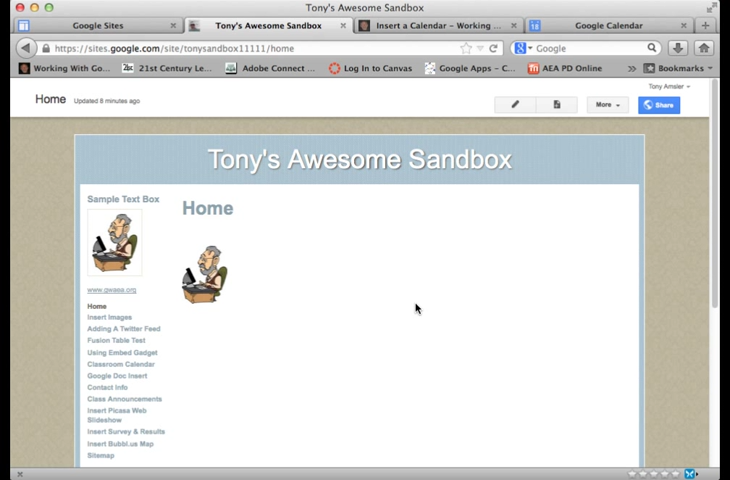 Tony's Awesome Sandbox
Google Sites
Tony's Awesome Sandbox
Insert a Calendar – Working ...
18
Google Calendar
https://sites.google.com/site/tonysandbox11111/home
Google
Working With Go...
21st Century Le...
Adobe Connect ...
Log In to Canvas
Google Apps – C...
AEA PD Online
Bookmarks
Tony Amsler
Home
Updated 8 minutes ago
More
Share
Tony's Awesome Sandbox
Sample Text Box
Home
www.gwaea.org
Home
Insert Images
Adding A Twitter Feed
Fusion Table Test
Using Embed Gadget
Classroom Calendar
Google Doc Insert
Contact Info
Class Announcements
Insert Picasa Web
Slideshow
Insert Survey & Results
Insert Bubbl.us Map
Sitemap